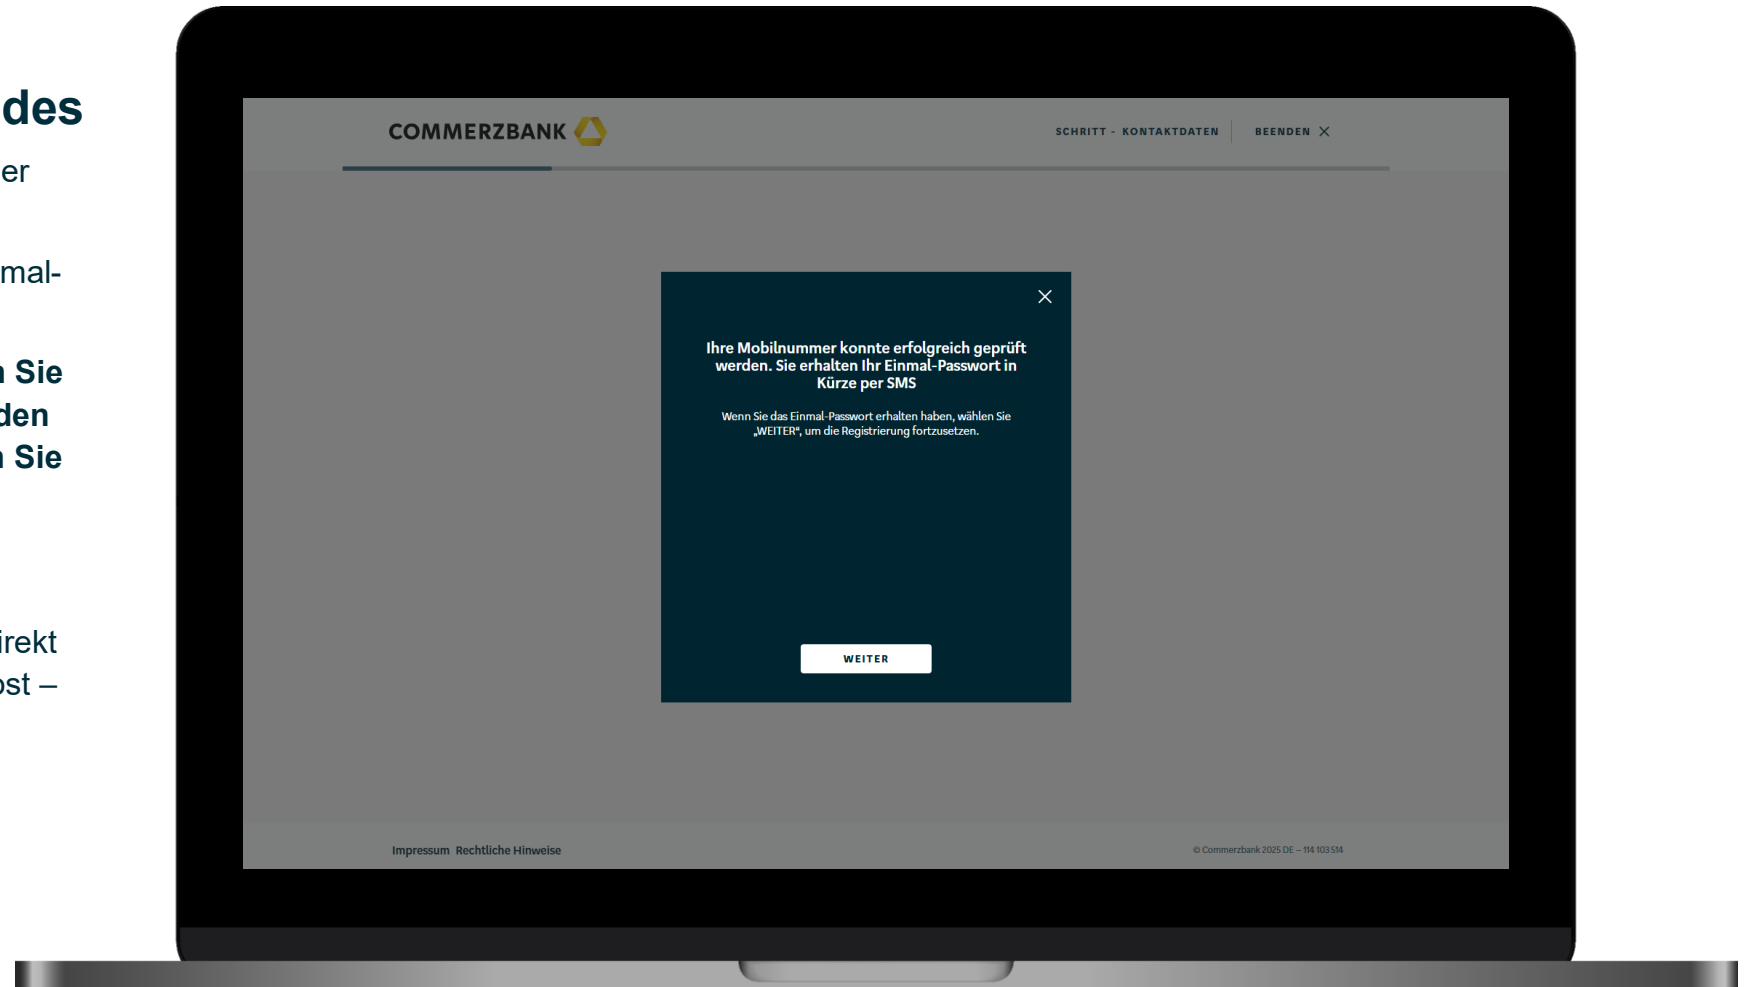 des
er
mal-
n Sie
den
n Sie
irekt
ost –
COMMERZBANK
SCHRITT - KONTAKTDATEN
BEENDEN
Ihre Mobilnummer konnte erfolgreich geprüft
werden. Sie erhalten Ihr Einmal-Passwort in
Kürze per SMS
Wenn Sie das Einmal-Passwort erhalten haben, wählen Sie
„WEITER“, um die Registrierung fortzusetzen.
WEITER
Impressum Rechtliche Hinweise
© Commerzbank 2025 DE – 114 103 514